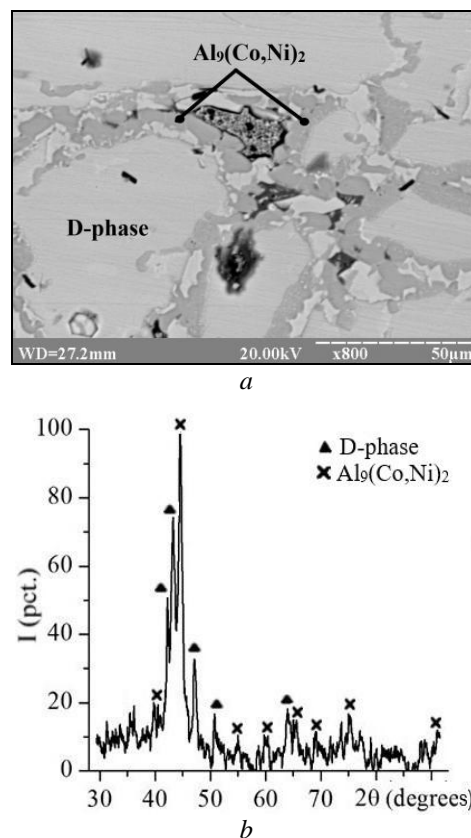 a
Al₉(Co,Ni)₂
D-phase
WD=27.2mm 20.00kV x800 50µm
a
100
80
60
40
20
0
I (pct.)
▲ D-phase
× Al₉(Co,Ni)₂
30 40 50 60 70 2θ (degrees)
b